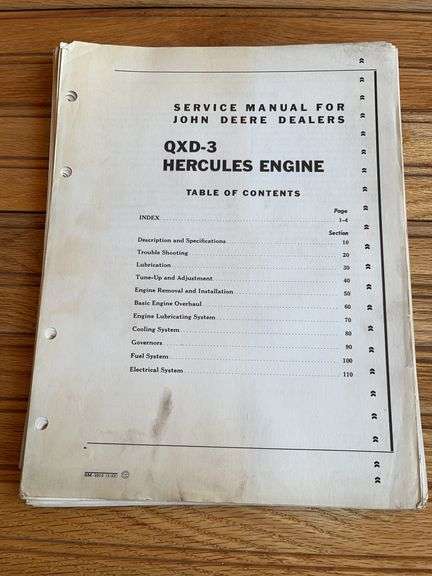 SERVICE MANUAL FOR
JOHN DEERE DEALERS
QXD-3
HERCULES ENGINE
TABLE OF CONTENTS
Page
INDEX 1-4
Section
Description and Specifications 10
Trouble Shooting 20
Lubrication 30
Tune-Up and Adjustment 40
Engine Removal and Installation 50
Basic Engine Overhaul 60
Engine Lubricating System 70
Cooling System 80
Governors 90
Fuel System 100
Electrical System 110